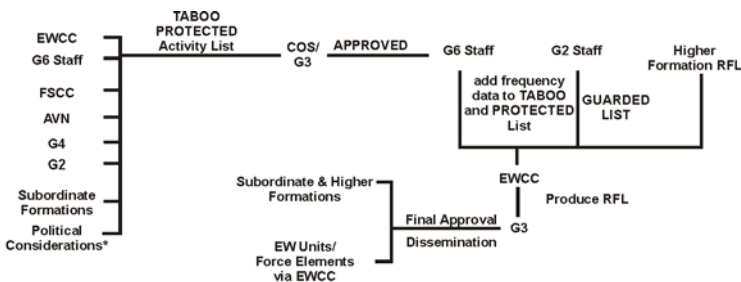 TABOO
PROTECTED
Activity List
EWCC
G6 Staff
FSCC
AVN
G4
G2
Subordinate
Formations
Political
Considerations*
COS/
G3
APPROVED
G6 Staff
G2 Staff
Higher
Formation RFL
add frequency
data to TABOO
and PROTECTED
List
GUARDED
LIST
EWCC
Produce RFL
G3
Final Approval
Dissemination
Subordinate & Higher
Formations
EW Units/
Force Elements
via EWCC